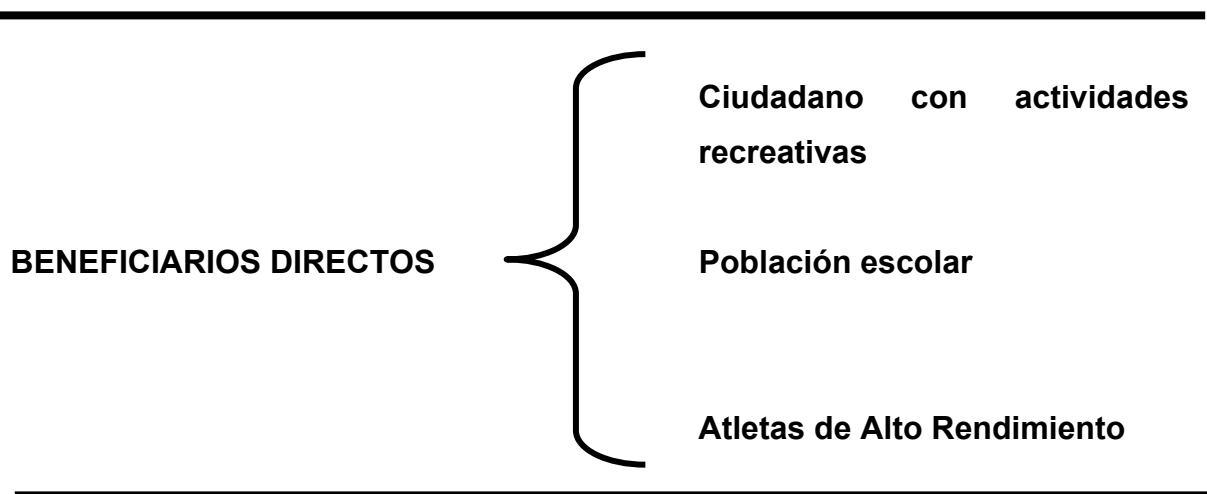 Ciudadano con actividades
recreativas
BENEFICIARIOS DIRECTOS
Población escolar
Atletas de Alto Rendimiento